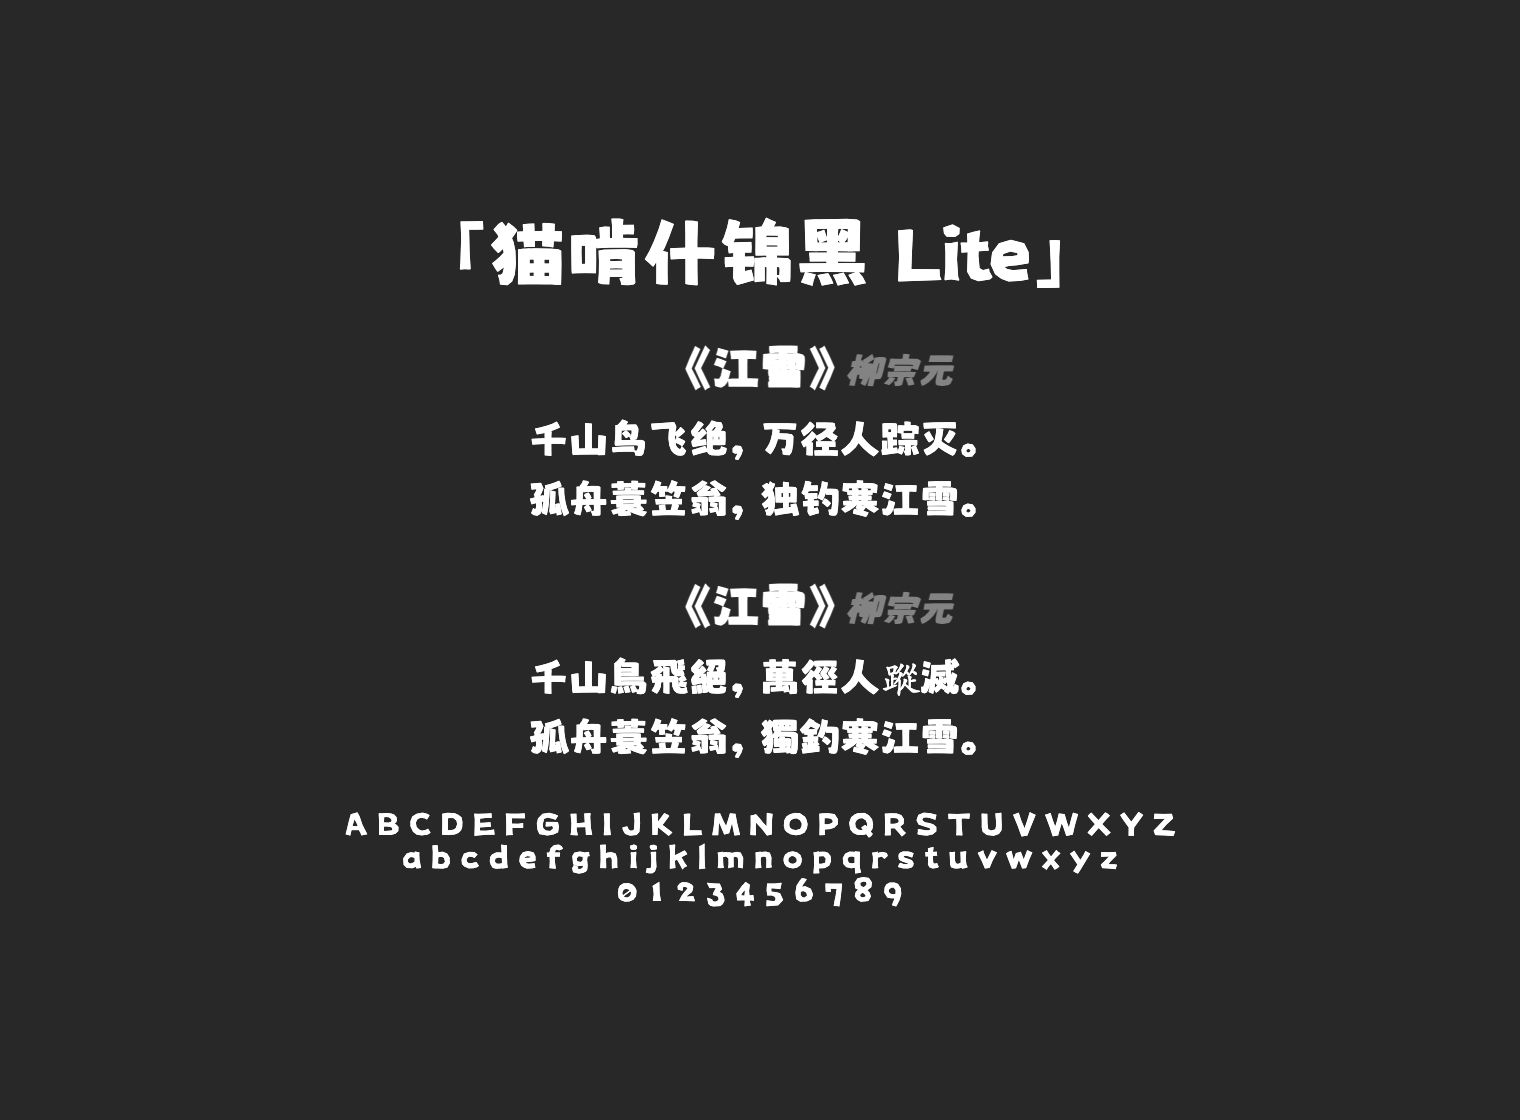 「猫啃什锦黑 Lite」
《江雪》柳宗元
千山鸟飞绝，万径人踪灭。
孤舟蓑笠翁，独钓寒江雪。
《江雪》柳宗元
千山鳥飛絕，萬徑人蹤滅。
孤舟蓑笠翁，獨釣寒江雪。
A B C D E F G H I J K L M N O P Q R S T U V W X Y Z
a b c d e f g h i j k l m n o p q r s t u v w x y z
0 1 2 3 4 5 6 7 8 9